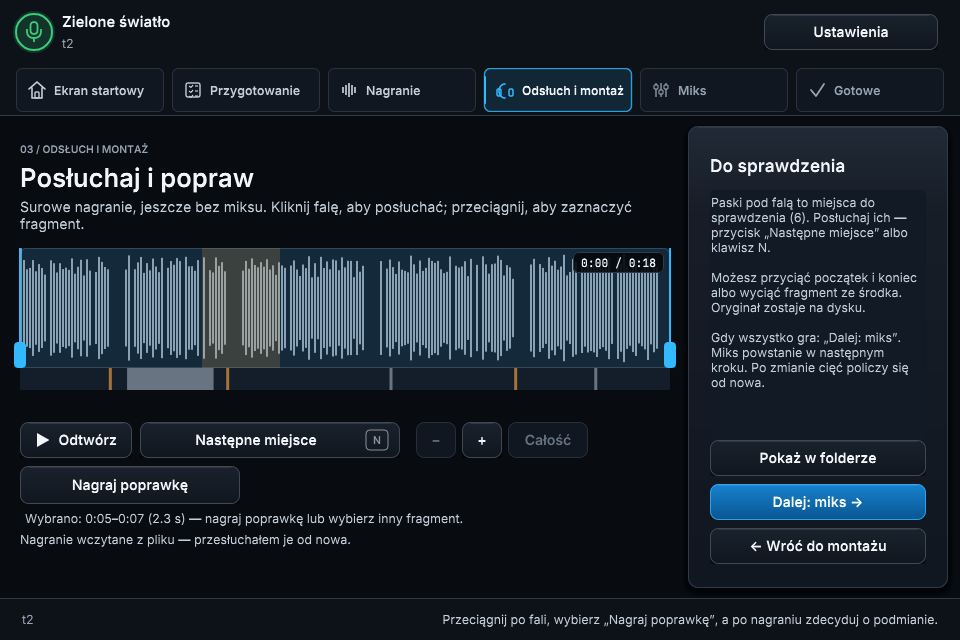 Zielone światło
t2
Ustawienia
Ekran startowy
Przygotowanie
Nagranie
Odsłuch i montaż
Miks
Gotowe
03 / ODSŁUCH I MONTAŻ
Posłuchaj i popraw
Surowe nagranie, jeszcze bez miksu. Kliknij falę, aby posłuchać; przeciągnij, aby zaznaczyć
fragment.
0:00 / 0:18
Odtwórz
Następne miejsce
N
–
+
Całość
Nagraj poprawkę
Wybrano: 0:05–0:07 (2.3 s) — nagraj poprawkę lub wybierz inny fragment.
Nagranie wczytane z pliku — przesłuchałem je od nowa.
Do sprawdzenia
Paski pod falą to miejsca do
sprawdzenia (6). Posłuchaj ich —
przycisk „Następne miejsce” albo
klawisz N.
Możesz przyciąć początek i koniec
albo wyciąć fragment ze środka.
Oryginał zostaje na dysku.
Gdy wszystko gra: „Dalej: miks”.
Miks powstanie w następnym
kroku. Po zmianie cięć policzy się
od nowa.
Pokaż w folderze
Dalej: miks →
← Wróć do montażu
t2
Przeciągnij po fali, wybierz „Nagraj poprawkę”, a po nagraniu zdecyduj o podmianie.